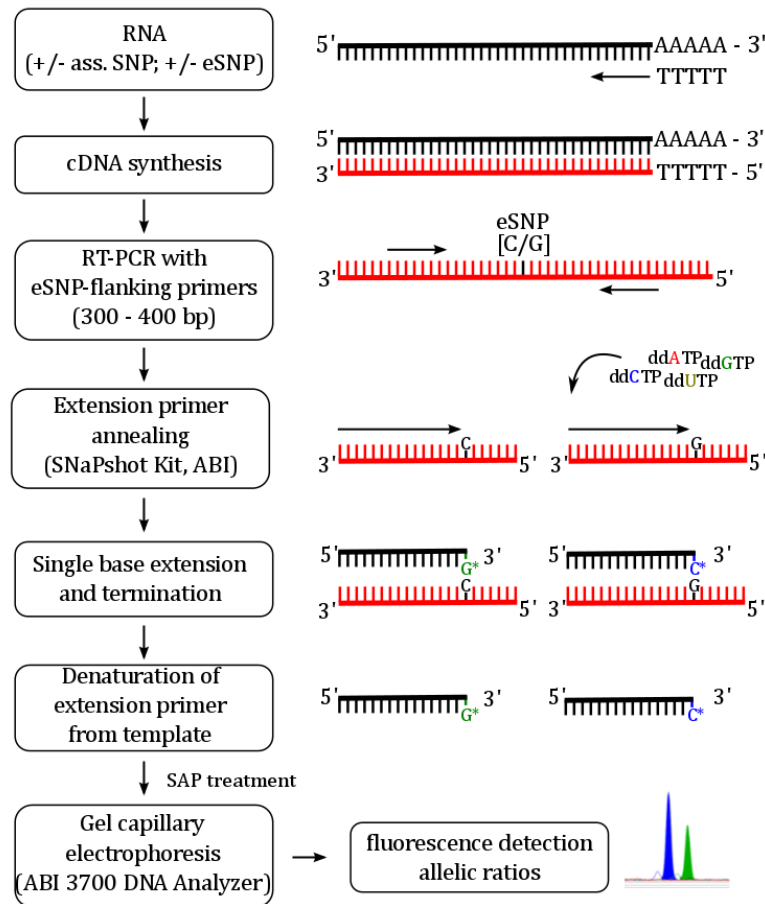 RNA
(+/- ass. SNP; +/- eSNP)
5' AAAAA - 3'
TTTTT
cDNA synthesis
5' AAAAA - 3'
3' TTTTT - 5'
RT-PCR with
eSNP-flanking primers
(300 - 400 bp)
eSNP
[C/G]
3' 5'
Extension primer
annealing
(SNaPshot Kit, ABI)
ddATP ddGTP
ddCTP ddUTP
C G
3' 5' 3' 5'
Single base extension
and termination
5' G* 3' 5' C* 3'
C G
3' 5' 3' 5'
Denaturation of
extension primer
from template
5' G* 3' 5' C* 3'
SAP treatment
Gel capillary
electrophoresis
(ABI 3700 DNA Analyzer)
fluorescence detection
allelic ratios